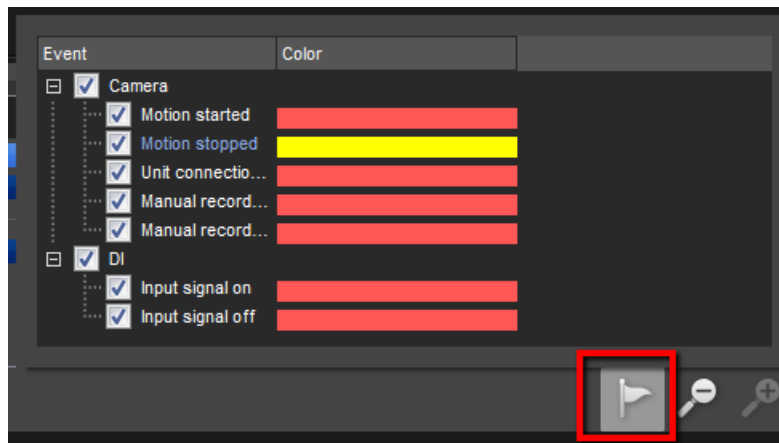 Event Color
Camera
Motion started
Motion stopped
Unit connectio...
Manual record...
Manual record...
DI
Input signal on
Input signal off